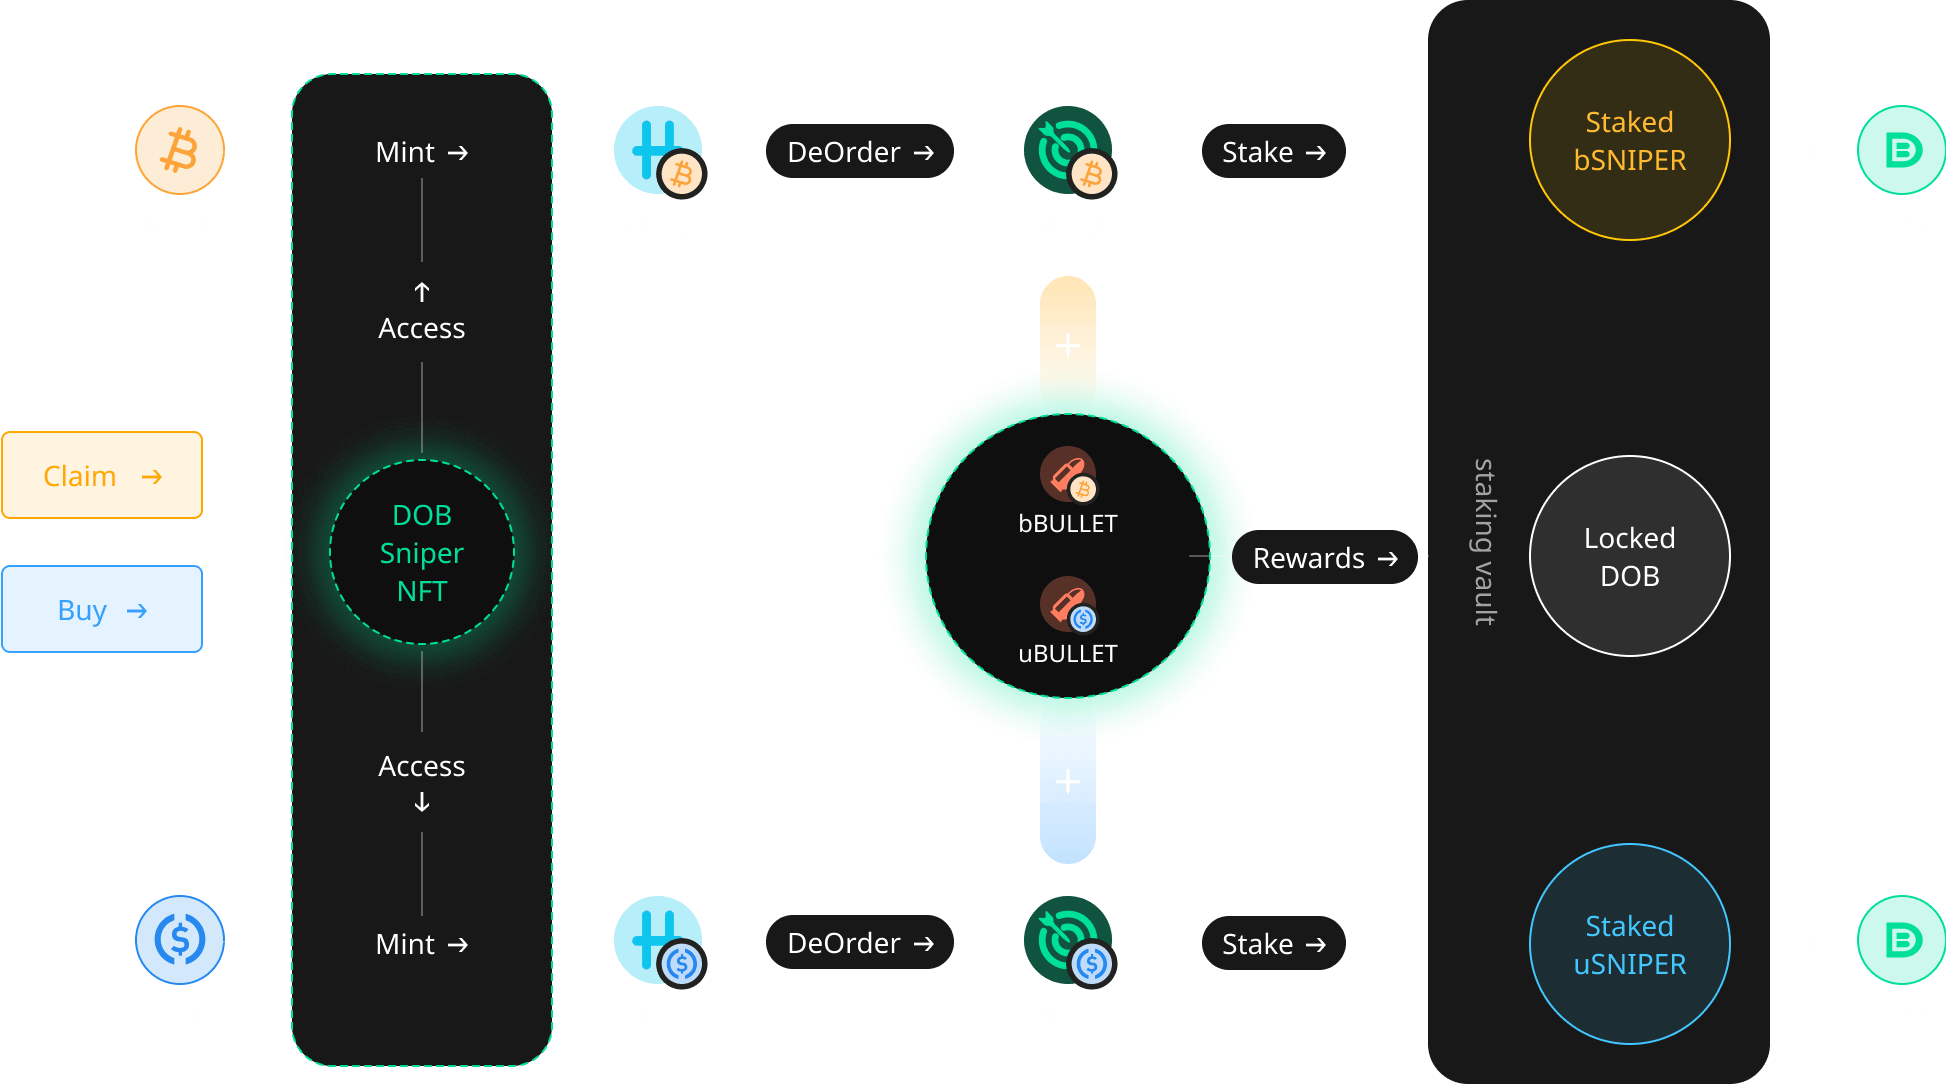 Mint →
DeOrder →
Stake →
Staked
bSNIPER
↑
Access
+
Claim →
Buy →
DOB
Sniper
NFT
bBULLET
uBULLET
Rewards →
staking vault
Locked
DOB
+
Access
↓
Mint →
DeOrder →
Stake →
Staked
uSNIPER